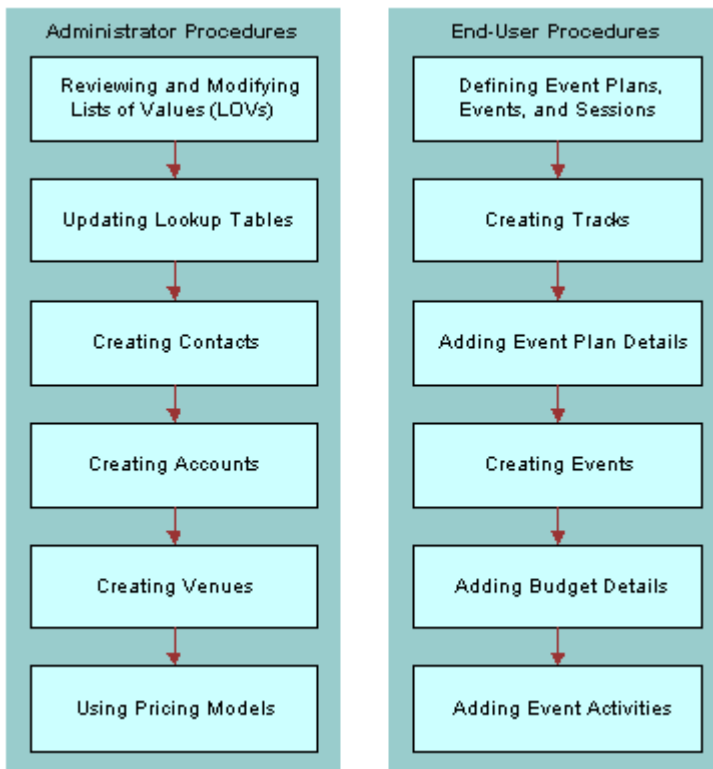 Administrator Procedures
Reviewing and Modifying
Lists of Values (LOVs)
Updating Lookup Tables
Creating Contacts
Creating Accounts
Creating Venues
Using Pricing Models
End-User Procedures
Defining Event Plans,
Events, and Sessions
Creating Tracks
Adding Event Plan Details
Creating Events
Adding Budget Details
Adding Event Activities